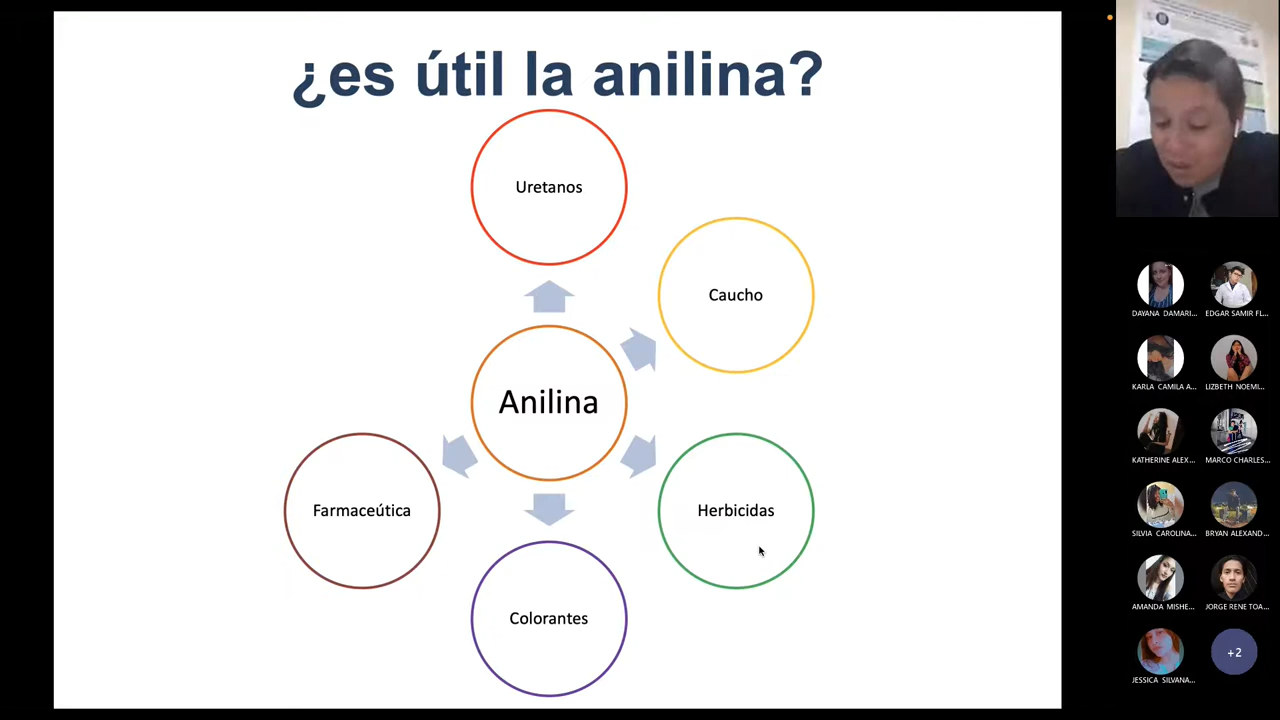 ¿es útil la anilina?
Uretanos
Caucho
Anilina
Farmaceútica
Herbicidas
Colorantes
DAYANA DAMARI...
EDGAR SAMIR FL...
KARLA CAMILA A...
LIZBETH NOEMI...
KATHERINE ALEX...
MARCO CHARLES...
SILVIA CAROLINA...
BRYAN ALEXAND...
AMANDA MISHE...
JORGE RENE TOA...
JESSICA SILVANA...
+2